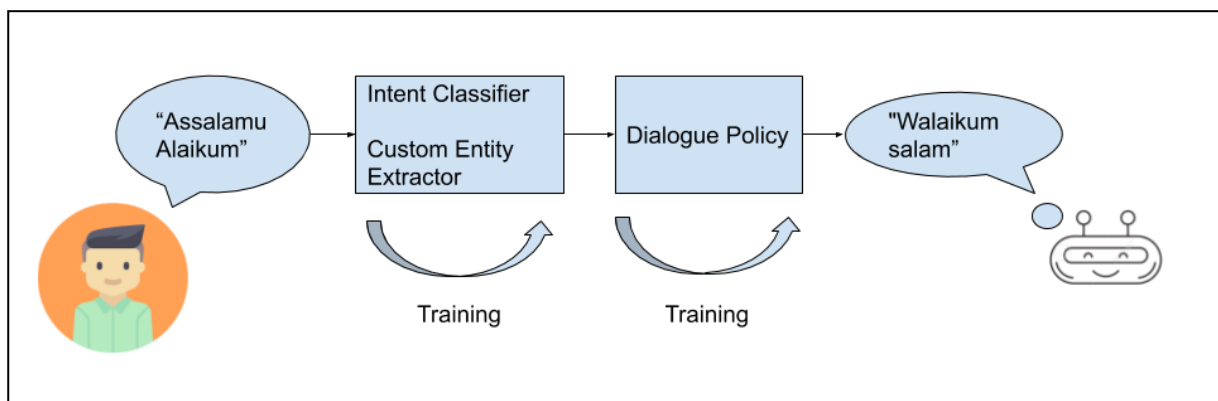 “Assalamu
Alaikum”
Intent Classifier
Custom Entity
Extractor
Dialogue Policy
"Walaikum
salam”
Training
Training